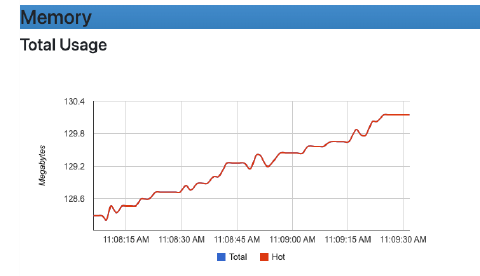 Memory
Total Usage
130.4
129.8
129.2
128.6
Megabytes
11:08:15 AM 11:08:30 AM 11:08:45 AM 11:09:00 AM 11:09:15 AM 11:09:30 AM
Total Hot